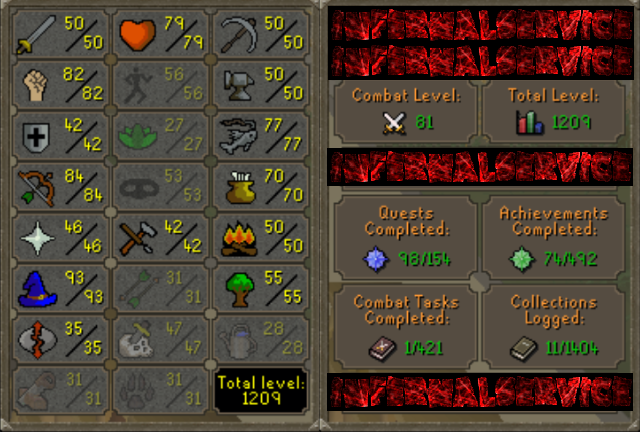 50/50 79/79 50/50
82/82 56/56 50/50
42/42 27/27 77/77
84/84 53/53 70/70
46/46 42/42 50/50
93/93 31/31 55/55
35/35 47/47 28/28
31/31 31/31 Total level: 1209
INFERNALSERVICE
INFERNALSERVICE
Combat Level: Total Level:
81 1209
INFERNALSERVICE
Quests Achievements
Completed: Completed:
98/154 74/492
Combat Tasks Collections
Completed: Logged:
1/421 11/1404
INFERNALSERVICE